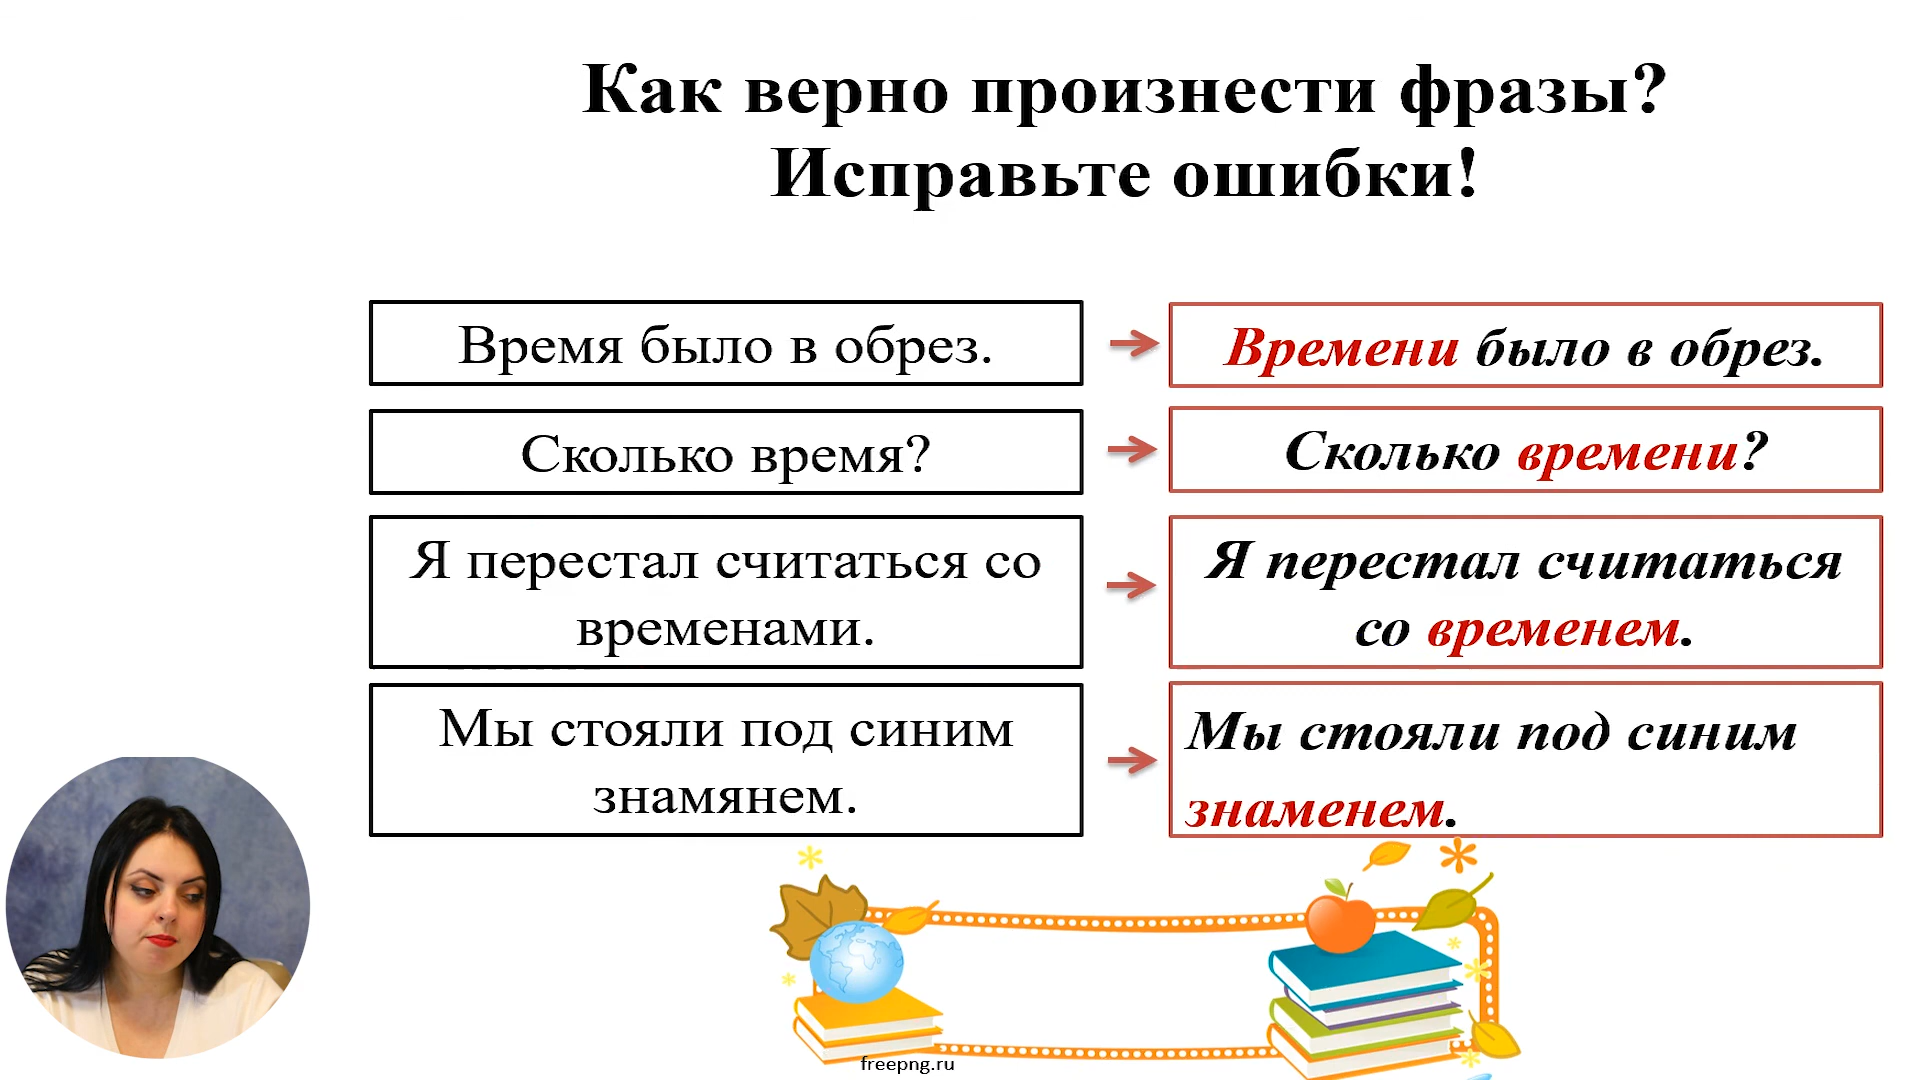 Как верно произнести фразы?
Исправьте ошибки!
Время было в обрез.
Времени было в обрез.
Сколько время?
Сколько времени?
Я перестал считаться со
временами.
Я перестал считаться
со временем.
Мы стояли под синим
знамянем.
Мы стояли под синим
знаменем.
freepng.ru